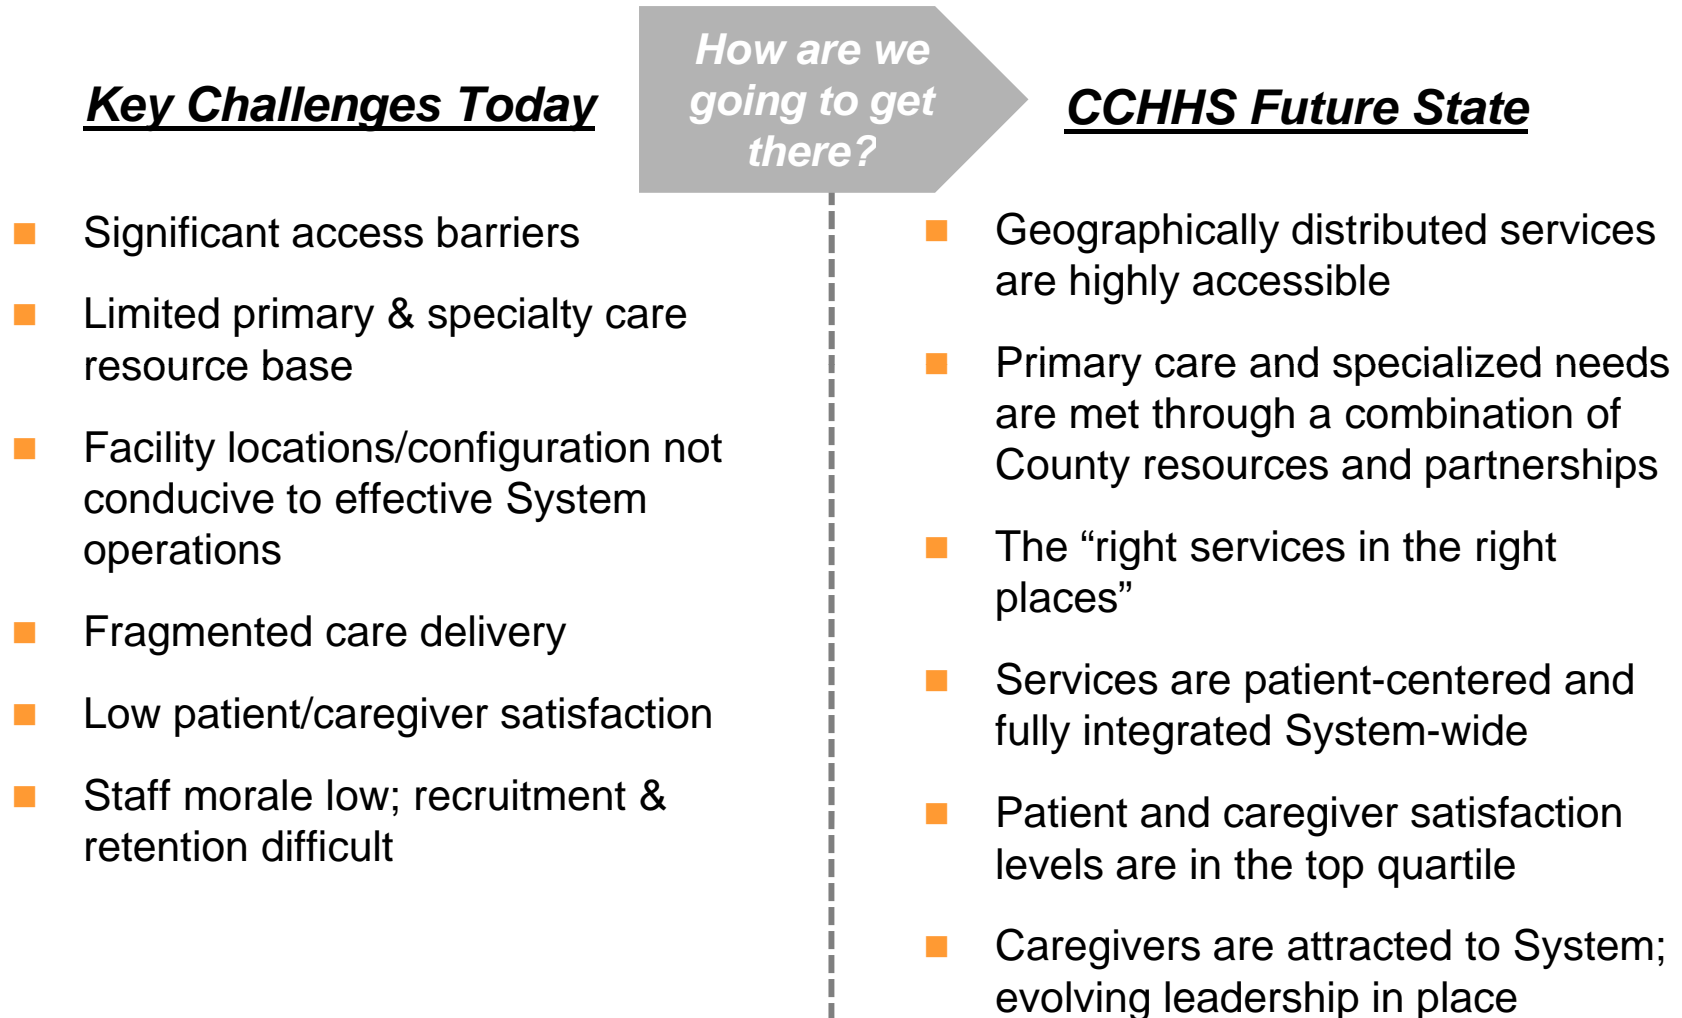 Key Challenges Today
Significant access barriers
Limited primary & specialty care
resource base
Facility locations/configuration not
conducive to effective System
operations
Fragmented care delivery
Low patient/caregiver satisfaction
Staff morale low; recruitment &
retention difficult
How are we
going to get
there?
CCHHS Future State
Geographically distributed services
are highly accessible
Primary care and specialized needs
are met through a combination of
County resources and partnerships
The “right services in the right
places”
Services are patient-centered and
fully integrated System-wide
Patient and caregiver satisfaction
levels are in the top quartile
Caregivers are attracted to System;
evolving leadership in place